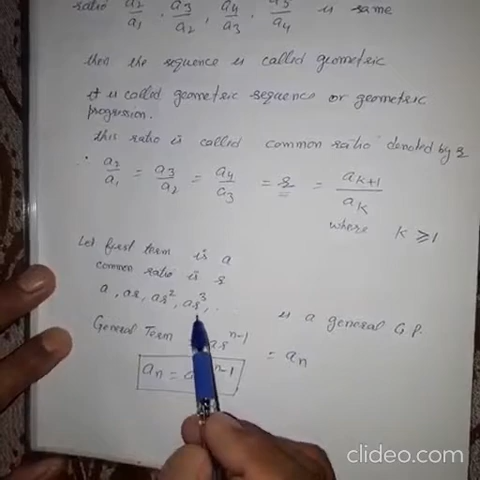 ratio a2/a1 , a3/a2 , a4/a3 , a5/a4 is same
then the sequence is called geometric
it is called geometric sequence or geometric
progression.
this ratio is called common ratio denoted by r
∴ a2/a1 = a3/a2 = a4/a3 = r = ak+1/ak
where k ≥ 1
Let first term is a
common ratio is r
a, ar, ar², ar³, . . is a general G.P.
General Term ar^n-1 = an
an = a n-1
clideo.com